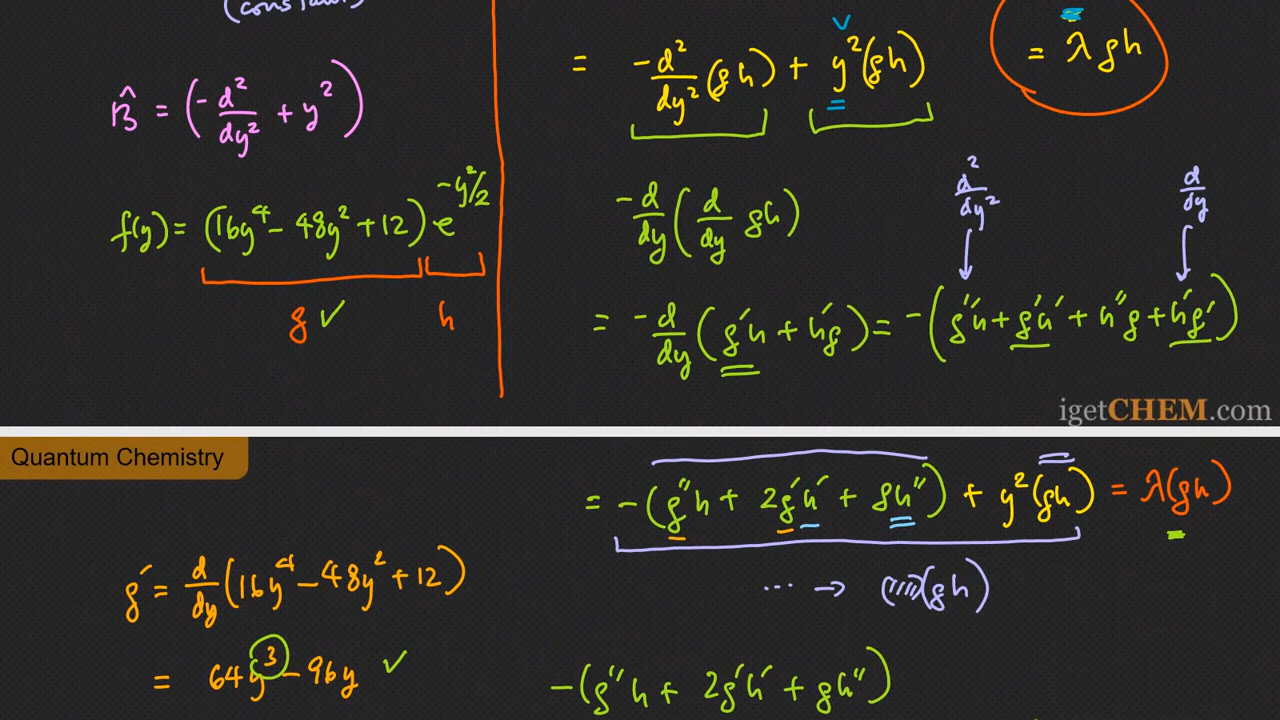 (constant)
B̂ = (-d²/dy² + y²)
f(y) = (16y⁴ - 48y² + 12) e^(-y²/2)
g ✓ h
= -d²/dy² (gh) + y²(gh)
= λgh
-d/dy (d/dy gh)
d²/dy² d/dy
= -d/dy (g'h + h'g) = -(g''h + g'h' + h''g + h'g')
igetCHEM.com
Quantum Chemistry
= -(g''h + 2g'h' + gh'') + y²(gh) = λ(gh)
... → ( )(gh)
g' = d/dy (16y⁴ - 48y² + 12)
= 64y³ - 96y ✓
-(g''h + 2g'h' + gh'')